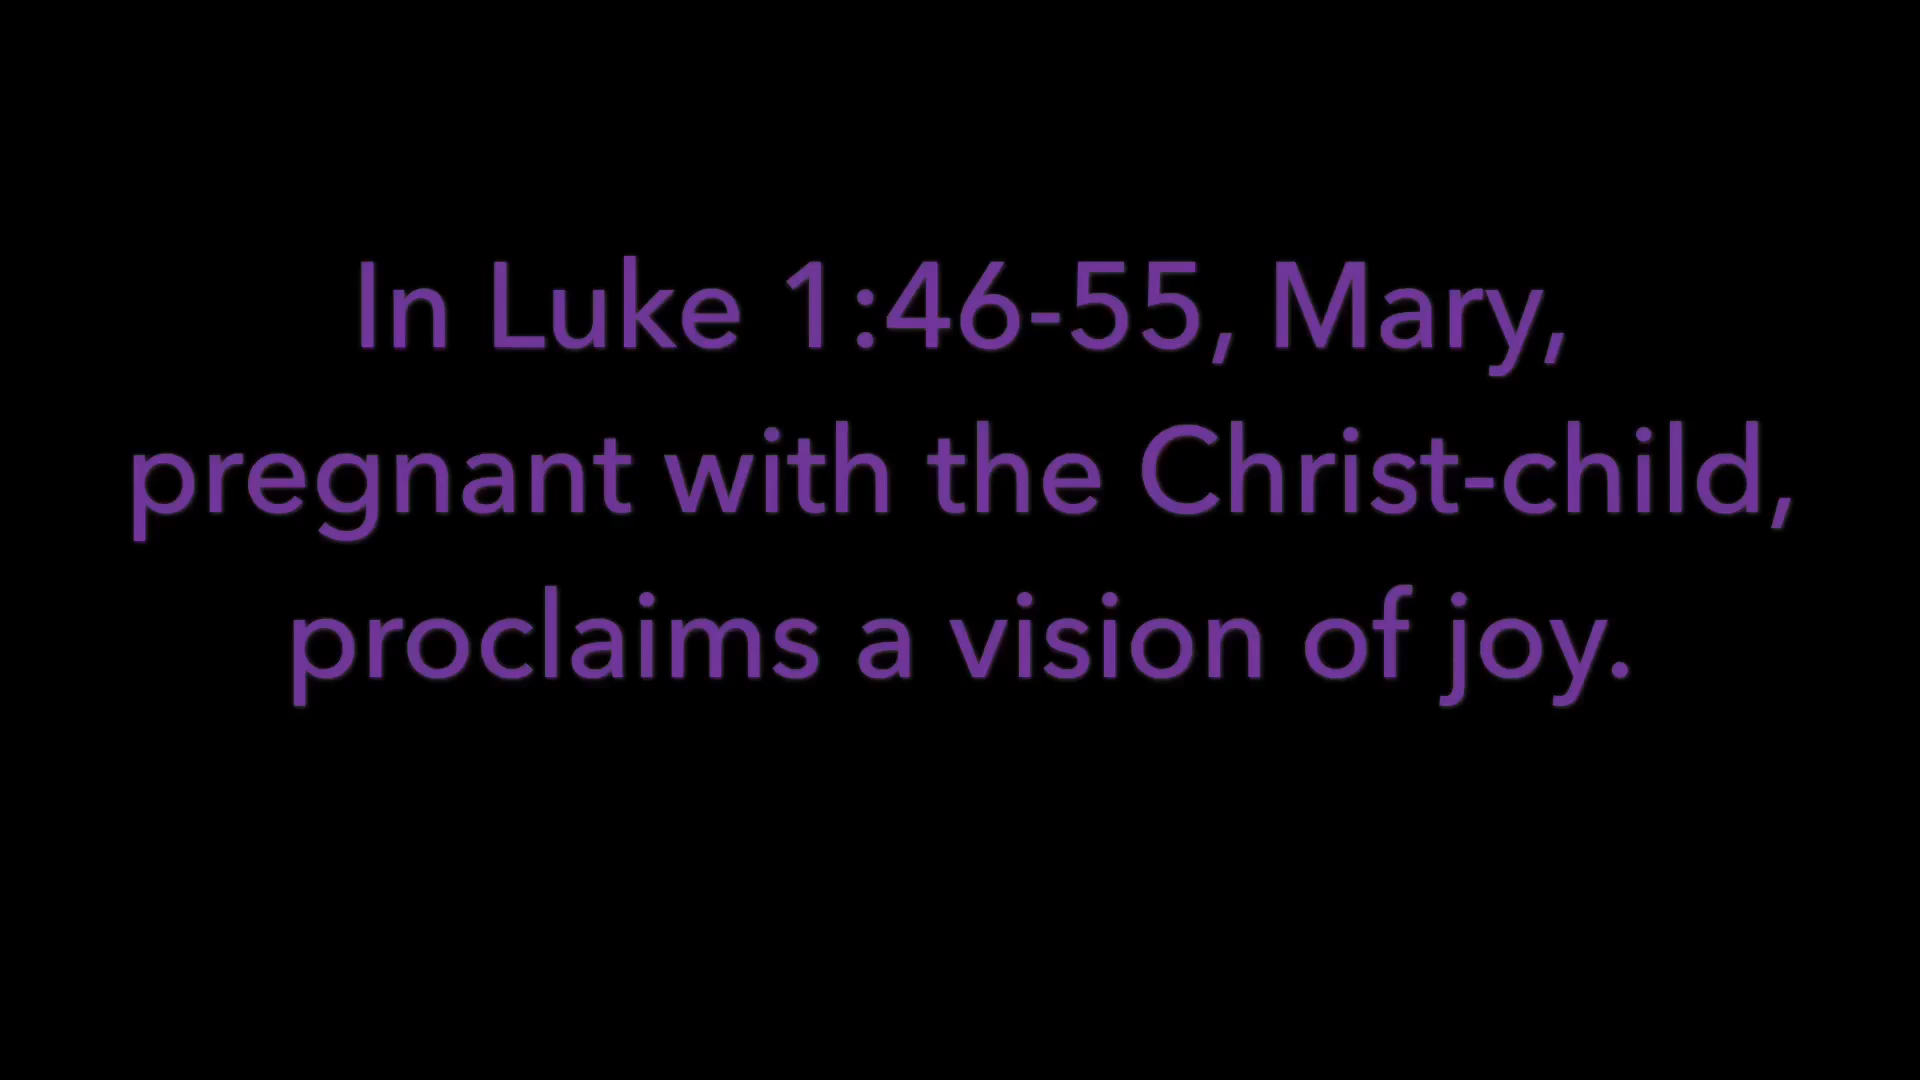 In Luke 1:46-55, Mary,
pregnant with the Christ-child,
proclaims a vision of joy.